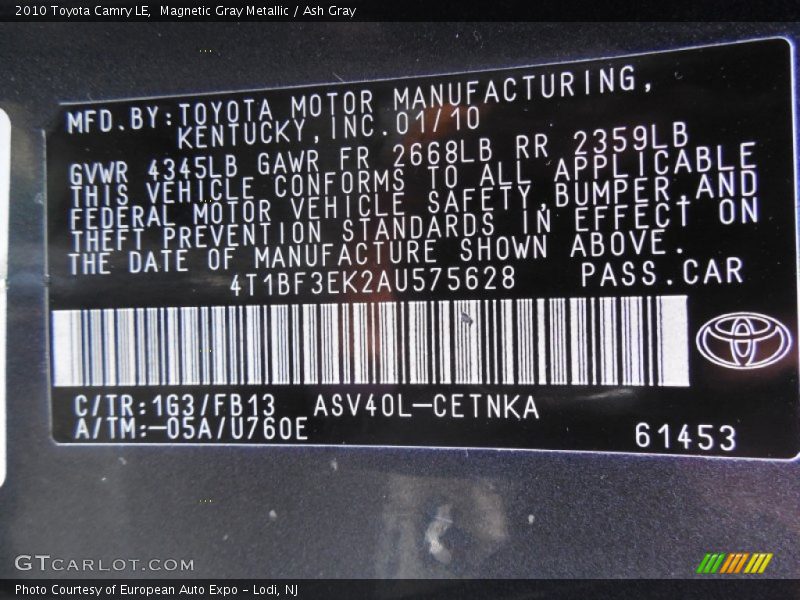 2010 Toyota Camry LE,  Magnetic Gray Metallic / Ash Gray
MFD.BY:TOYOTA MOTOR MANUFACTURING,
KENTUCKY,INC.01/10
GVWR 4345LB GAWR FR 2668LB RR 2359LB
THIS VEHICLE CONFORMS TO ALL APPLICABLE
FEDERAL MOTOR VEHICLE SAFETY,BUMPER,AND
THEFT PREVENTION STANDARDS IN EFFECT ON
THE DATE OF MANUFACTURE SHOWN ABOVE.
4T1BF3EK2AU575628 PASS.CAR
C/TR:1G3/FB13 ASV40L-CETNKA
A/TM:-05A/U760E
61453
GTCARLOT.COM
Photo Courtesy of European Auto Expo - Lodi, NJ